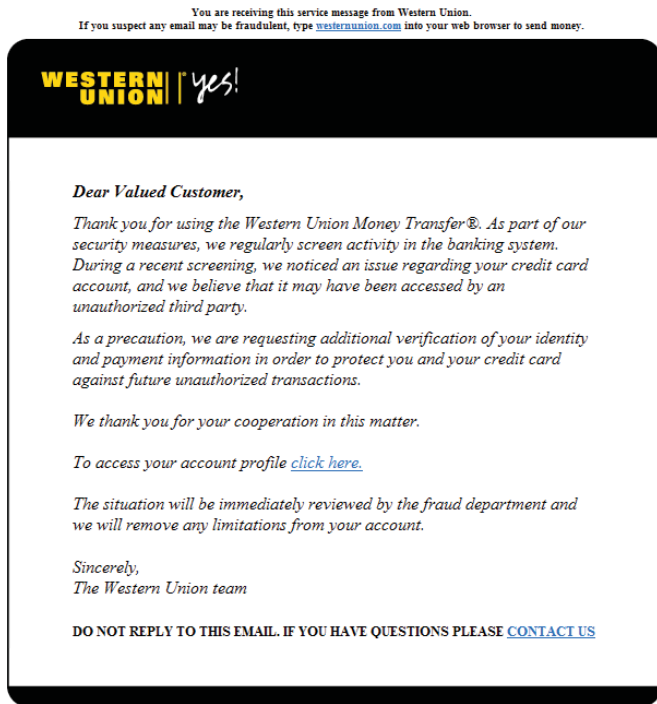 You are receiving this service message from Western Union.
If you suspect any email may be fraudulent, type westernunion.com into your web browser to send money.
WESTERN
UNION
yes!
Dear Valued Customer,
Thank you for using the Western Union Money Transfer®. As part of our
security measures, we regularly screen activity in the banking system.
During a recent screening, we noticed an issue regarding your credit card
account, and we believe that it may have been accessed by an
unauthorized third party.
As a precaution, we are requesting additional verification of your identity
and payment information in order to protect you and your credit card
against future unauthorized transactions.
We thank you for your cooperation in this matter.
To access your account profile click here.
The situation will be immediately reviewed by the fraud department and
we will remove any limitations from your account.
Sincerely,
The Western Union team
DO NOT REPLY TO THIS EMAIL. IF YOU HAVE QUESTIONS PLEASE CONTACT US